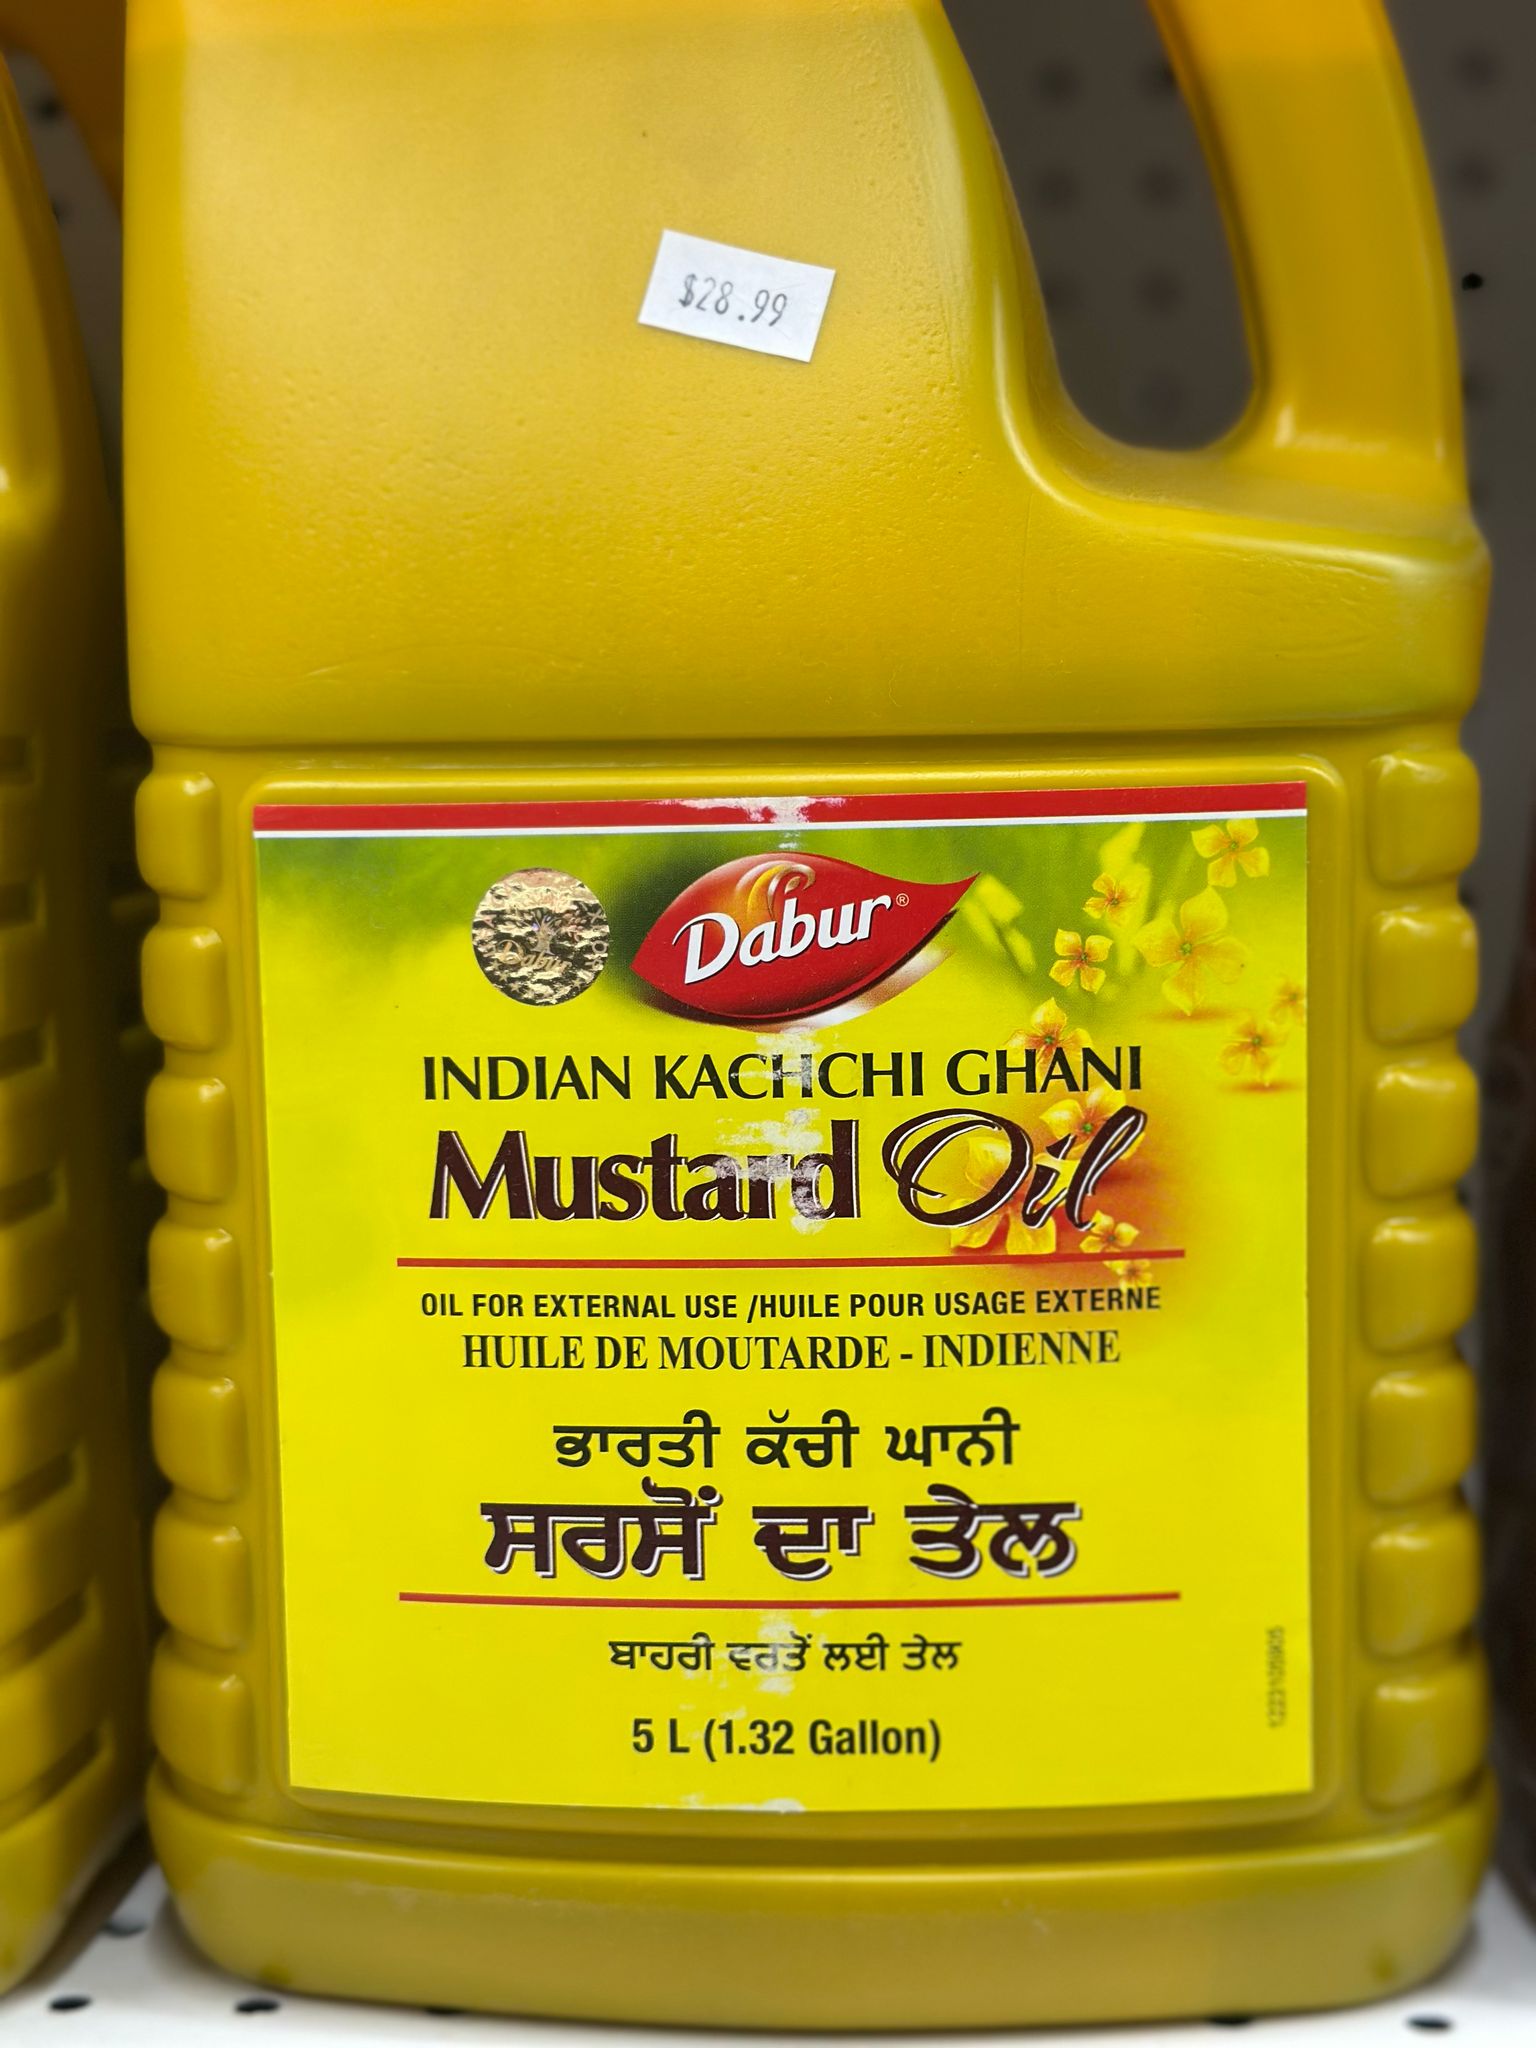 $28.99
Dabur®
Dabur
INDIAN KACHCHI GHANI
Mustard Oil
OIL FOR EXTERNAL USE /HUILE POUR USAGE EXTERNE
HUILE DE MOUTARDE - INDIENNE
ਭਾਰਤੀ ਕੱਚੀ ਘਾਨੀ
ਸਰਸੋਂ ਦਾ ਤੇਲ
ਬਾਹਰੀ ਵਰਤੋਂ ਲਈ ਤੇਲ
5 L (1.32 Gallon)